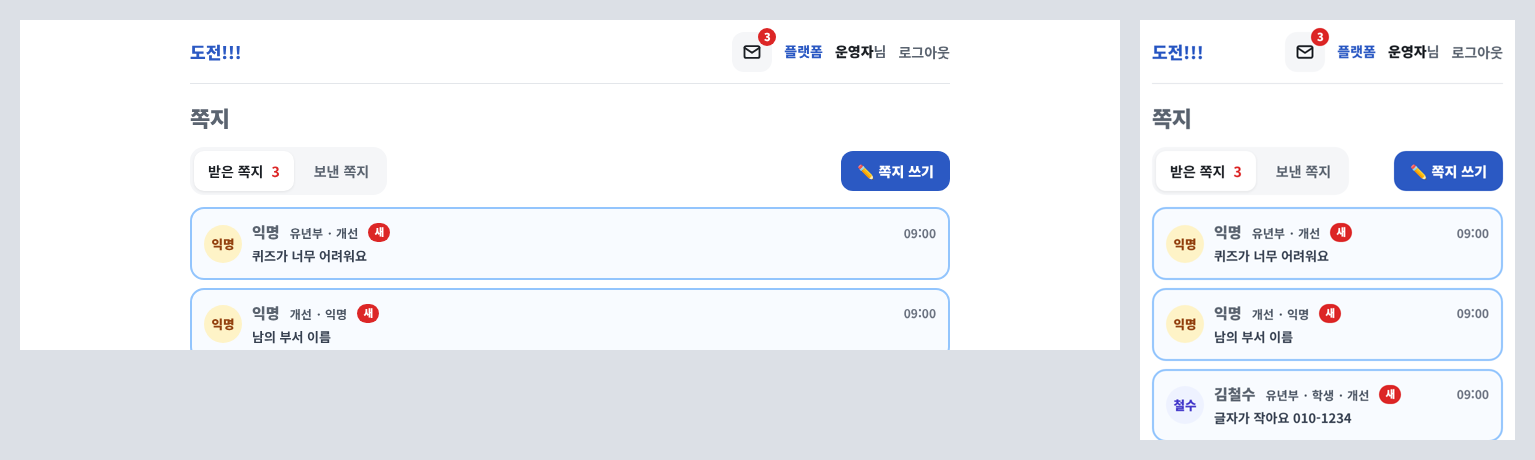 도전!!!
3
플랫폼 운영자님 로그아웃
쪽지
받은 쪽지 3 보낸 쪽지 ✏️ 쪽지 쓰기
익명 익명 유년부 · 개선 새 09:00
퀴즈가 너무 어려워요
익명 익명 개선 · 익명 새 09:00
남의 부서 이름
도전!!!
3
플랫폼 운영자님 로그아웃
쪽지
받은 쪽지 3 보낸 쪽지 ✏️ 쪽지 쓰기
익명 익명 유년부 · 개선 새 09:00
퀴즈가 너무 어려워요
익명 익명 개선 · 익명 새 09:00
남의 부서 이름
철수 김철수 유년부 · 학생 · 개선 새 09:00
글자가 작아요 010-1234